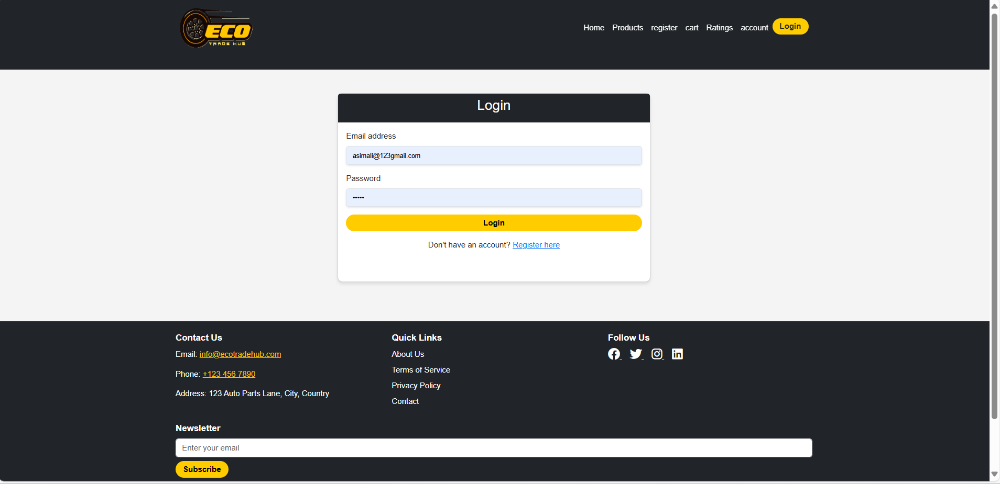 ECO
TRADE HUB
Home Products register cart Ratings account Login
Login
Email address
asimali@123gmail.com
Password
•••••
Login
Don't have an account? Register here
Contact Us
Email: info@ecotradehub.com
Phone: +123 456 7890
Address: 123 Auto Parts Lane, City, Country
Quick Links
About Us
Terms of Service
Privacy Policy
Contact
Follow Us
Newsletter
Enter your email
Subscribe